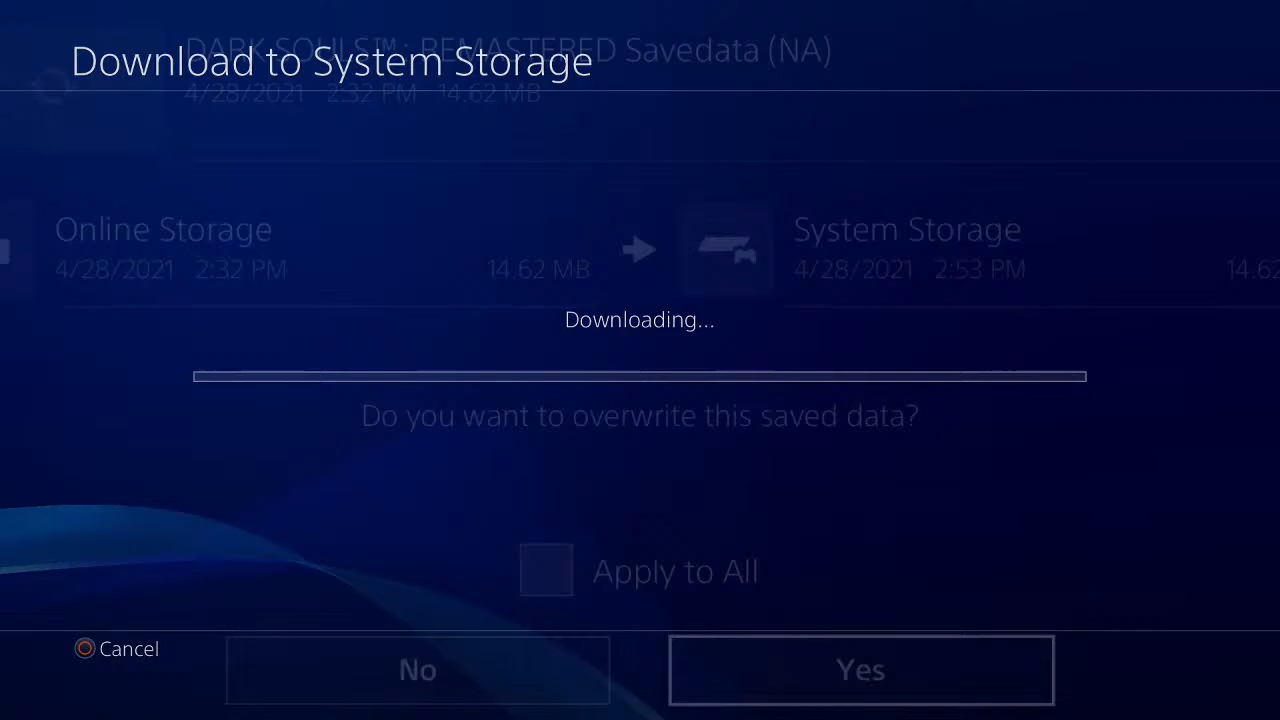 DARK SOULS™: REMASTERED Savedata (NA)
Download to System Storage
4/28/2021 2:32 PM 14.62 MB
Online Storage
4/28/2021 2:32 PM 14.62 MB
System Storage
4/28/2021 2:53 PM 14.62
Downloading...
Do you want to overwrite this saved data?
Apply to All
Cancel
No
Yes